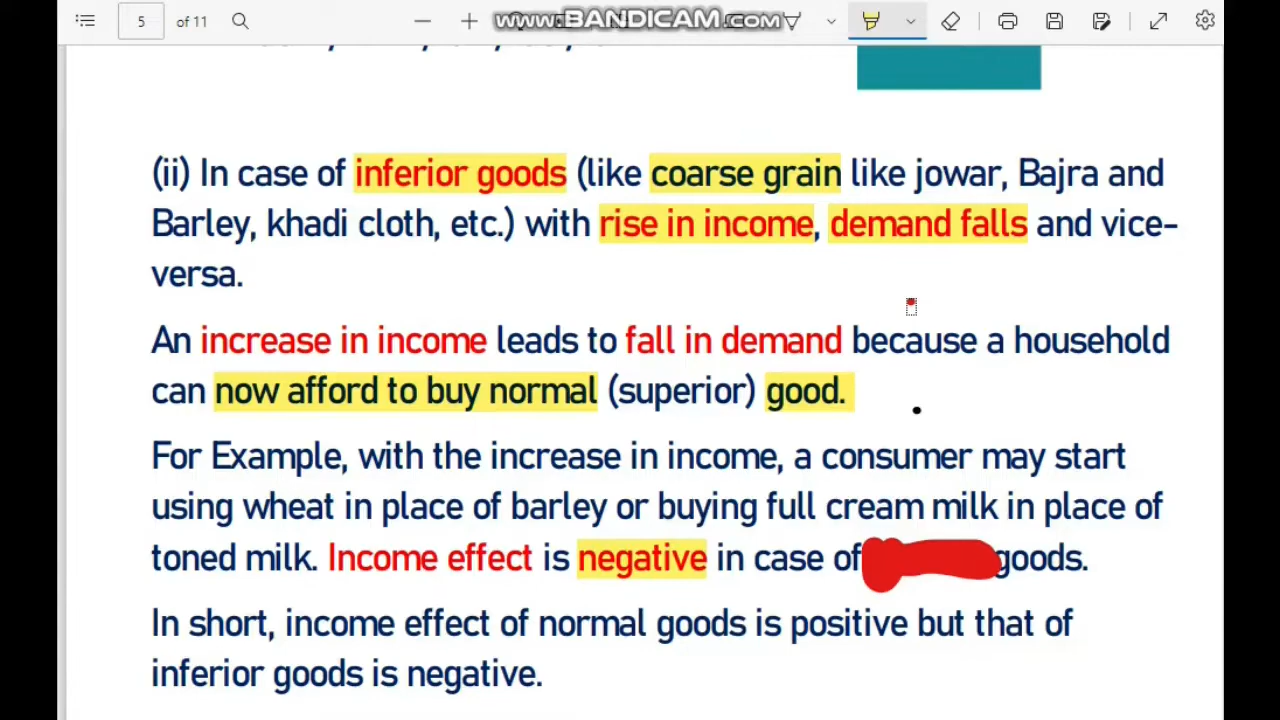 5 of 11
www.BANDICAM.com
(ii) In case of inferior goods (like coarse grain like jowar, Bajra and
Barley, khadi cloth, etc.) with rise in income, demand falls and vice-
versa.
An increase in income leads to fall in demand because a household
can now afford to buy normal (superior) good.
For Example, with the increase in income, a consumer may start
using wheat in place of barley or buying full cream milk in place of
toned milk. Income effect is negative in case of goods.
In short, income effect of normal goods is positive but that of
inferior goods is negative.